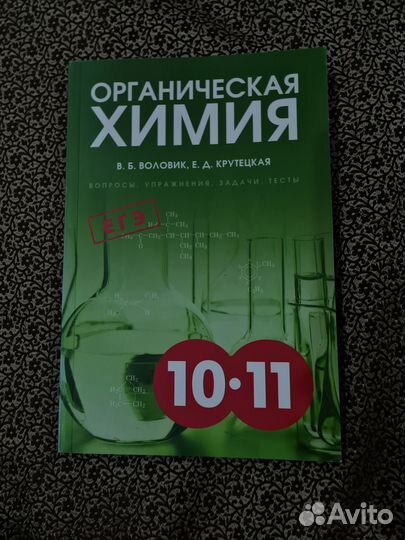 ОРГАНИЧЕСКАЯ
ХИМИЯ
В. Б. ВОЛОВИК, Е. Д. КРУТЕЦКАЯ
ВОПРОСЫ, УПРАЖНЕНИЯ, ЗАДАЧИ, ТЕСТЫ
ЕГЭ
10•11
Avito